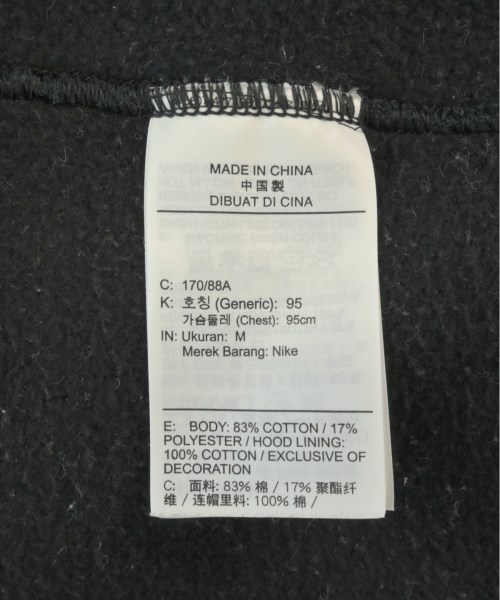 MADE IN CHINA
中国製
DIBUAT DI CINA
C: 170/88A
K: 호칭 (Generic): 95
가슴둘레 (Chest): 95cm
IN: Ukuran: M
Merek Barang: Nike
E: BODY: 83% COTTON / 17%
POLYESTER / HOOD LINING:
100% COTTON / EXCLUSIVE OF
DECORATION
C: 面料: 83% 棉 / 17% 聚酯纤
维 / 连帽里料: 100% 棉 /